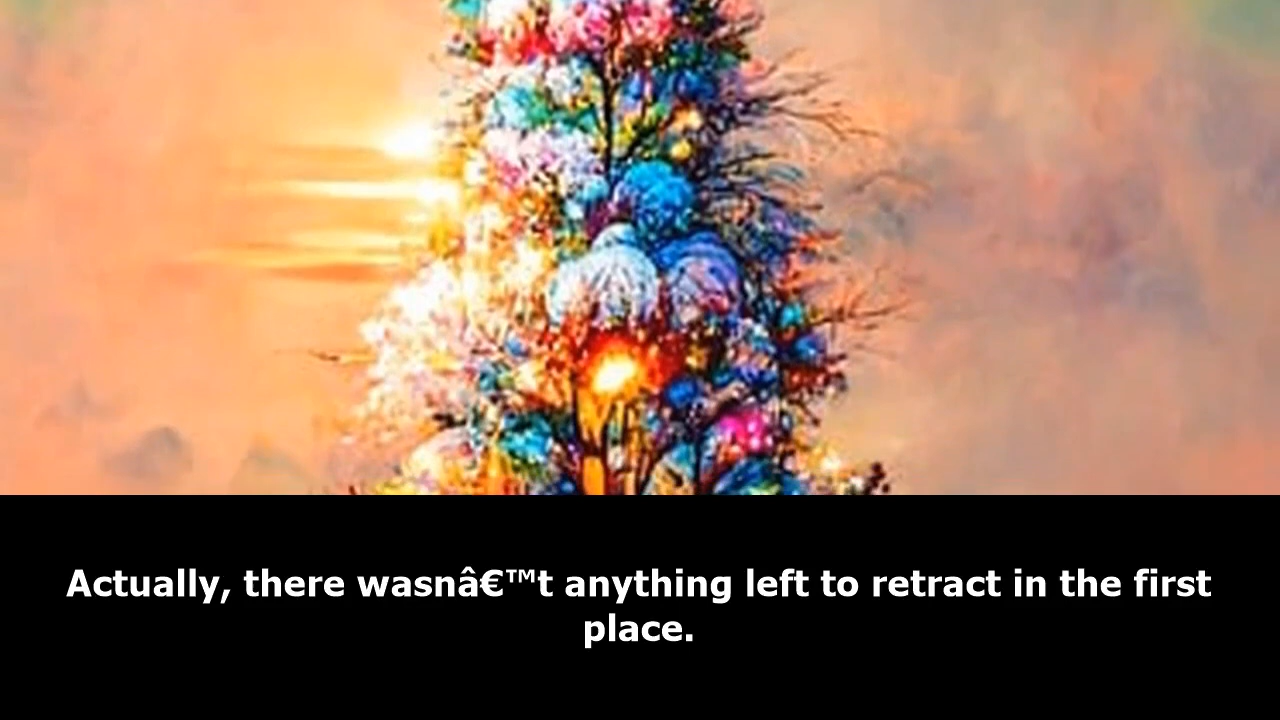 Actually, there wasnâ€™t anything left to retract in the first
place.